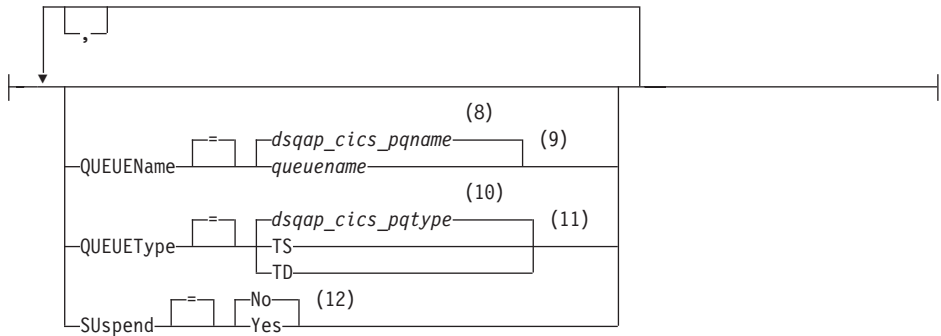 ,
(8)
= dsqap_cics_pqname (9)
QUEUEName queuename
(10)
= dsqap_cics_pqtype (11)
QUEUEType TS
TD
= No (12)
SUspend Yes